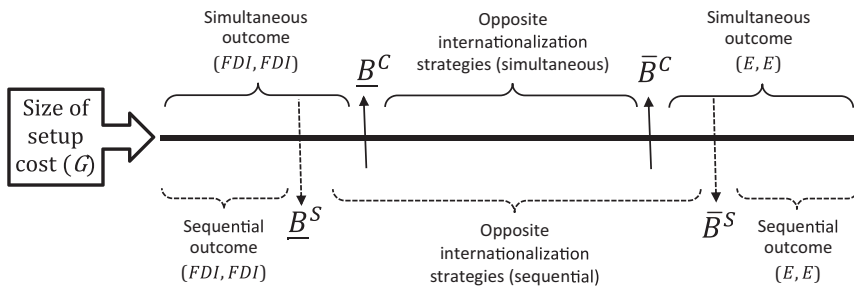 Simultaneous
outcome
(FDI, FDI)
B̲^C
Opposite
internationalization
strategies (simultaneous)
B̅^C
Simultaneous
outcome
(E, E)
Size of
setup
cost (G)
Sequential
outcome
(FDI, FDI)
B̲^S
Opposite
internationalization
strategies (sequential)
B̅^S
Sequential
outcome
(E, E)